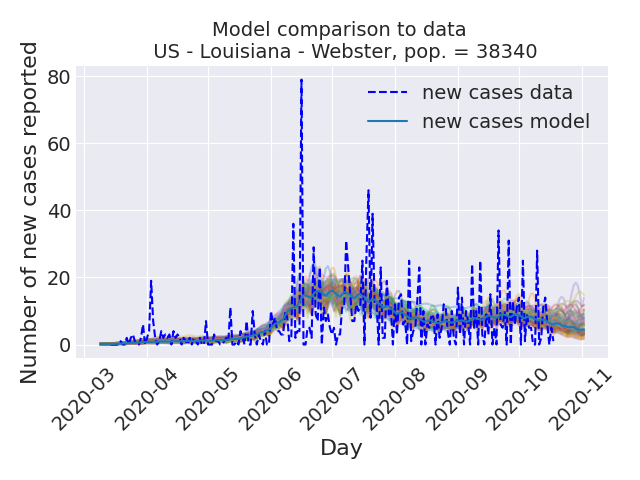 Model comparison to data
US - Louisiana - Webster, pop. = 38340
new cases data
new cases model
Number of new cases reported
80
60
40
20
0
2020-03
2020-04
2020-05
2020-06
2020-07
2020-08
2020-09
2020-10
2020-11
Day